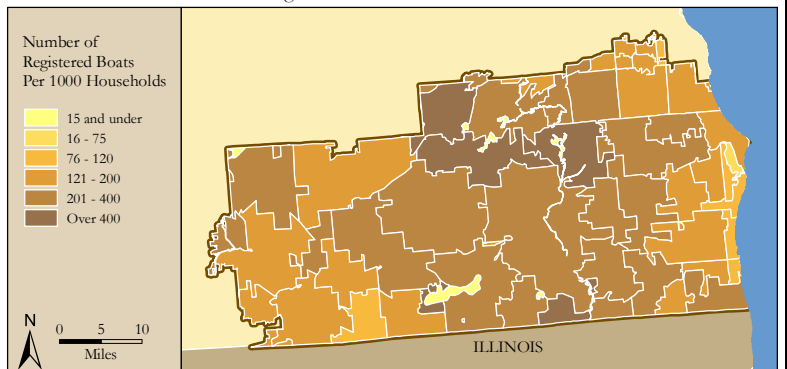 Number of
Registered Boats
Per 1000 Households
15 and under
16 - 75
76 - 120
121 - 200
201 - 400
Over 400
N
0 5 10
Miles
ILLINOIS